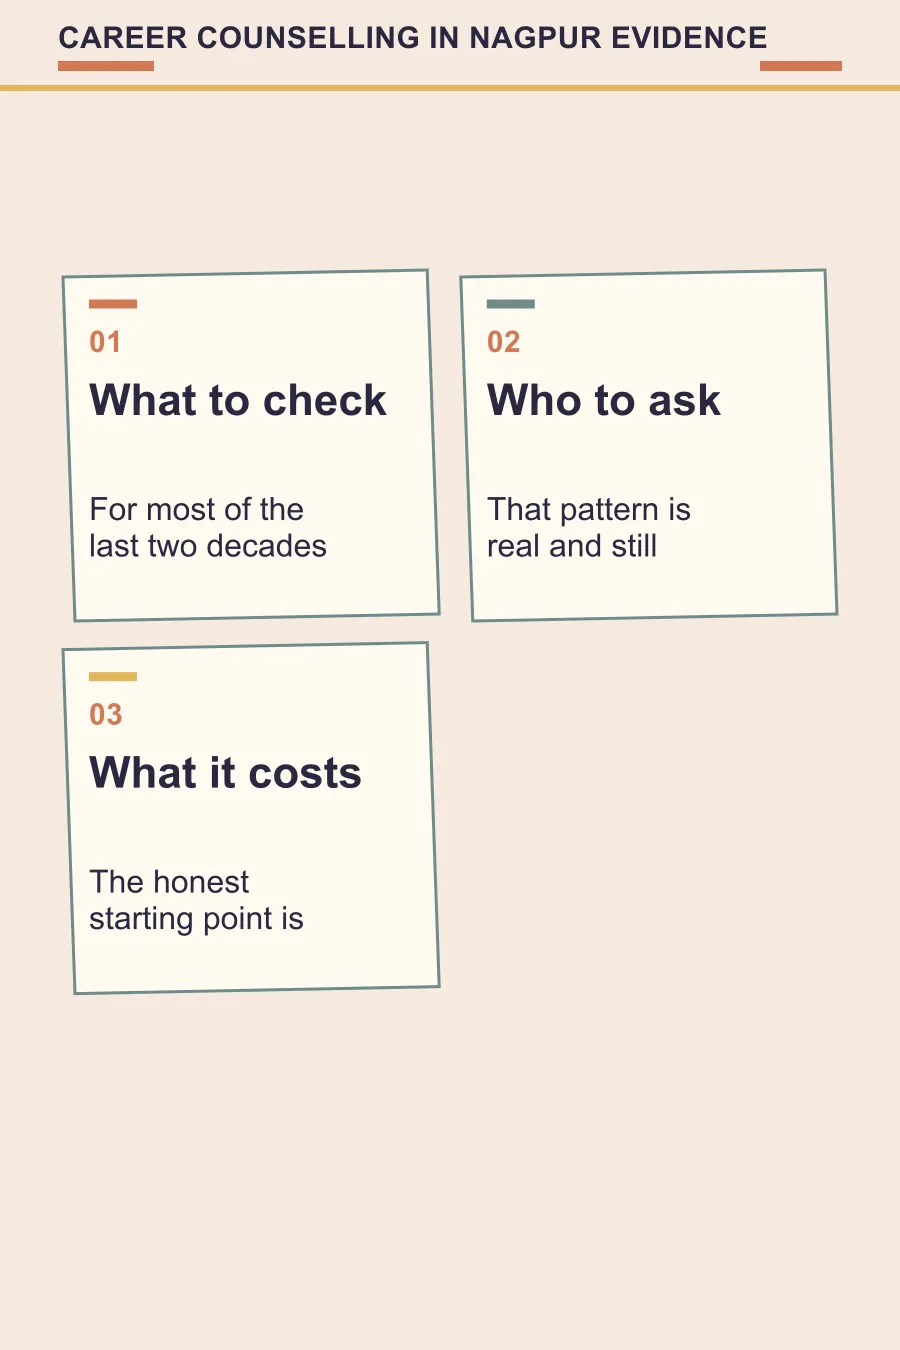 CAREER COUNSELLING IN NAGPUR EVIDENCE
01
What to check
For most of the
last two decades
02
Who to ask
That pattern is
real and still
03
What it costs
The honest
starting point is